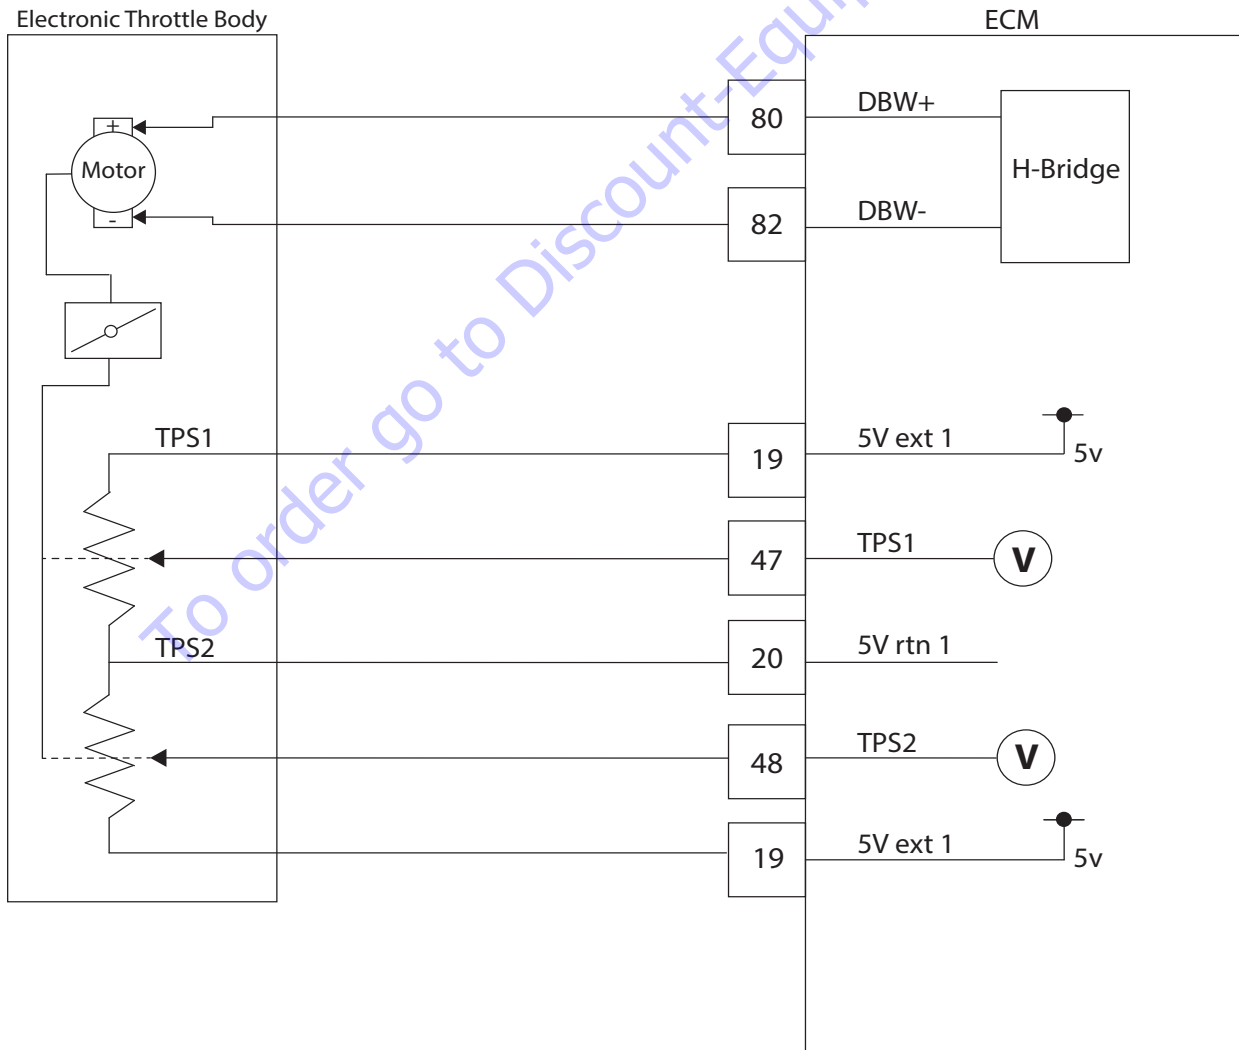 Electronic Throttle Body
ECM
80
DBW+
+
Motor
H-Bridge
-
82
DBW-
TPS1
19
5V ext 1
5v
47
TPS1
V
TPS2
20
5V rtn 1
48
TPS2
V
19
5V ext 1
5v
To order go to Discount-Equip